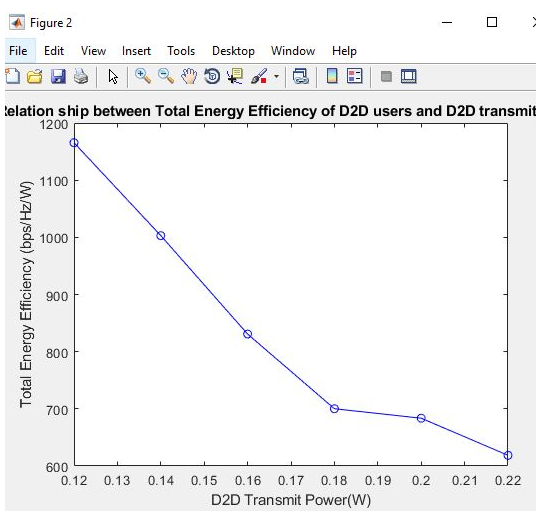 Figure 2
File Edit View Insert Tools Desktop Window Help
Relation ship between Total Energy Efficiency of D2D users and D2D transmit
1200
1100
1000
900
800
700
600
Total Energy Efficiency (bps/Hz/W)
0.12 0.13 0.14 0.15 0.16 0.17 0.18 0.19 0.2 0.21 0.22
D2D Transmit Power(W)